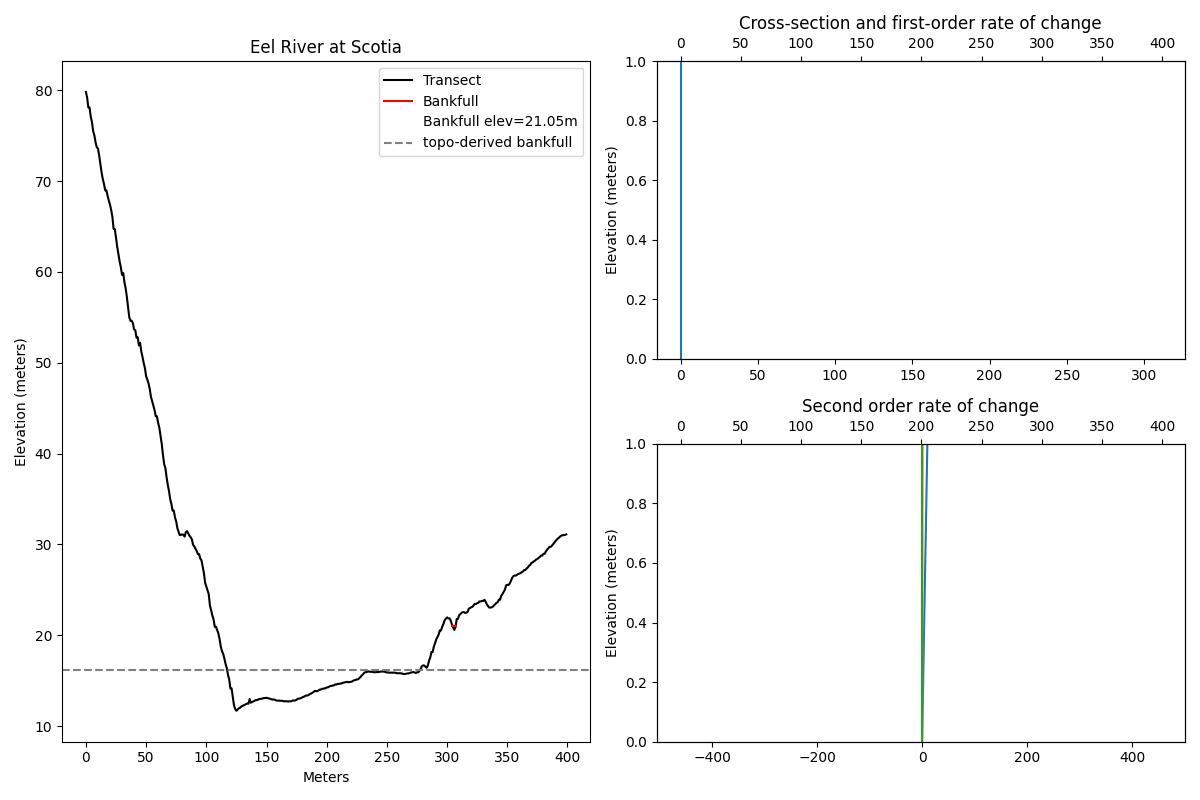 Eel River at Scotia
Transect
Bankfull
Bankfull elev=21.05m
topo-derived bankfull
80
70
60
50
40
30
20
10
Elevation (meters)
0 50 100 150 200 250 300 350 400
Meters
Cross-section and first-order rate of change
0 50 100 150 200 250 300 350 400
1.0
0.8
0.6
0.4
0.2
0.0
Elevation (meters)
0 50 100 150 200 250 300
Second order rate of change
0 50 100 150 200 250 300 350 400
1.0
0.8
0.6
0.4
0.2
0.0
Elevation (meters)
−400 −200 0 200 400